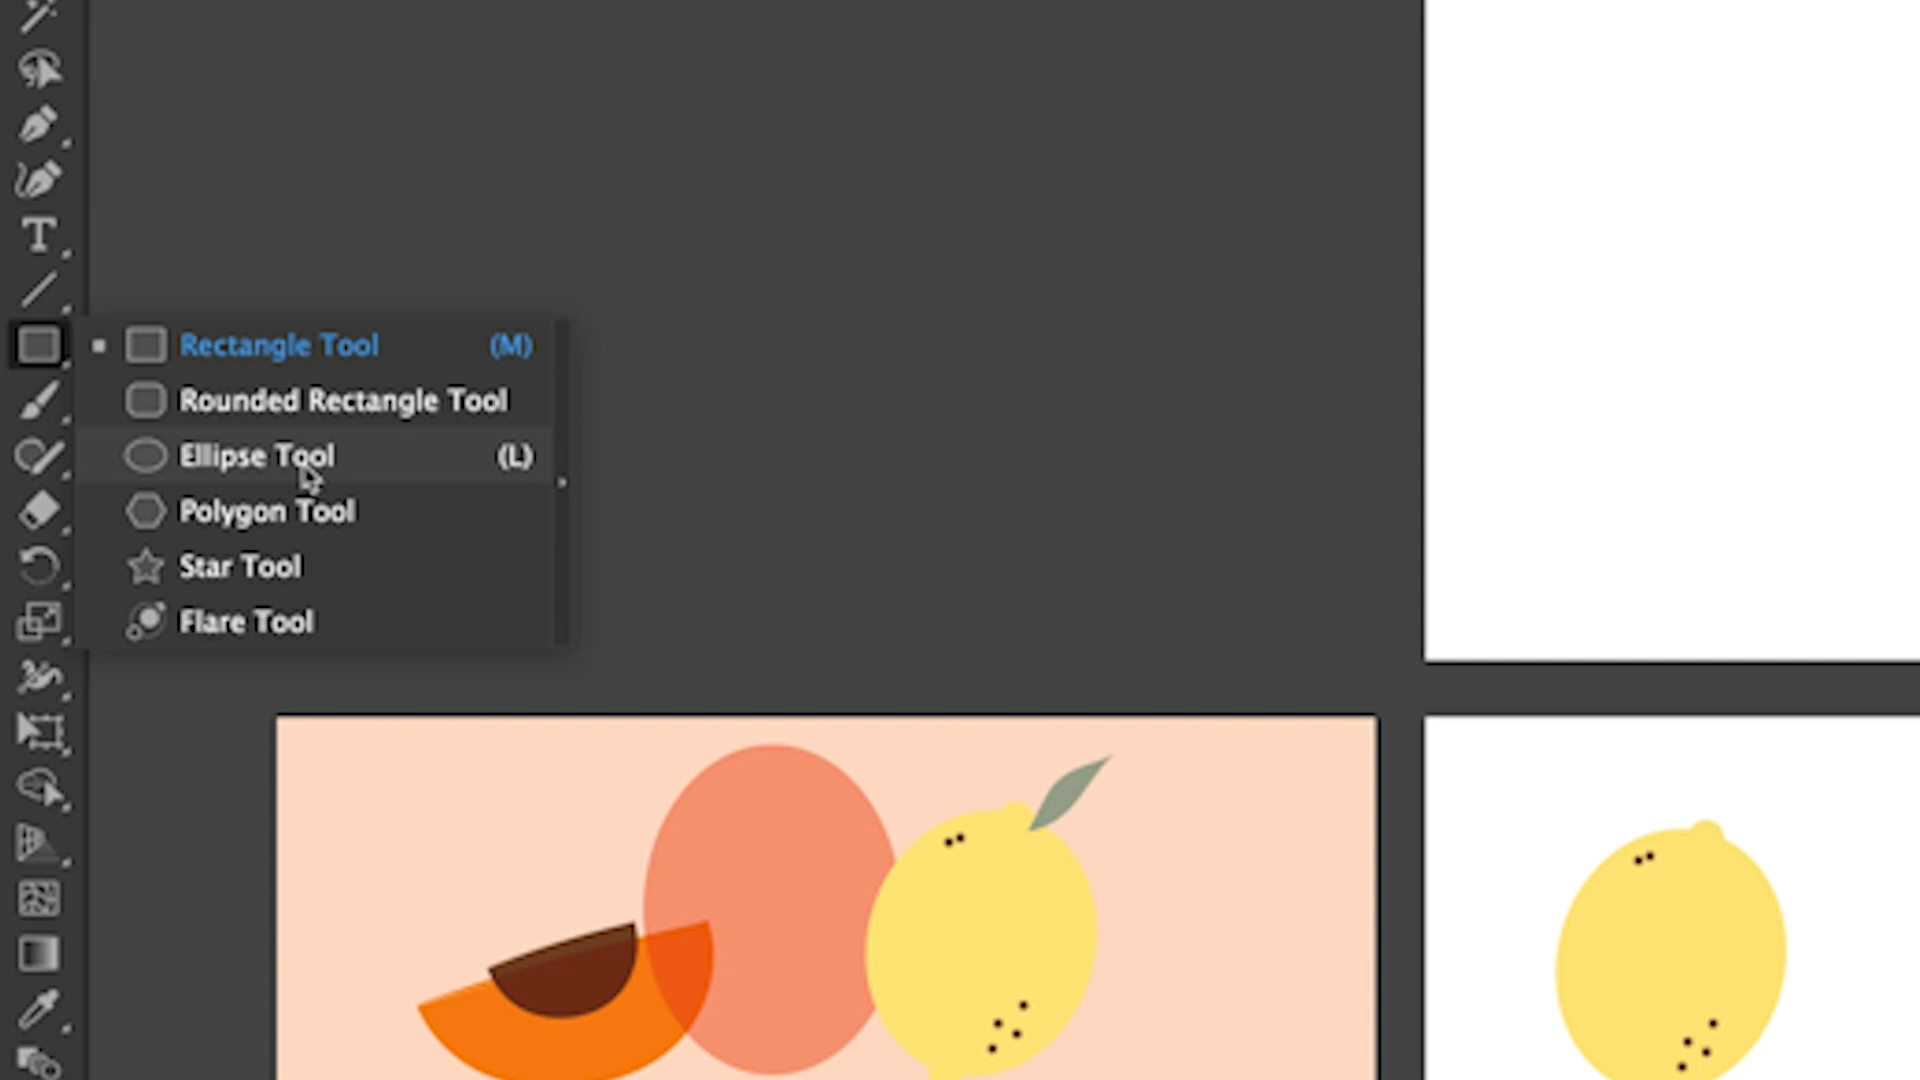 Rectangle Tool (M)
Rounded Rectangle Tool
Ellipse Tool (L)
Polygon Tool
Star Tool
Flare Tool